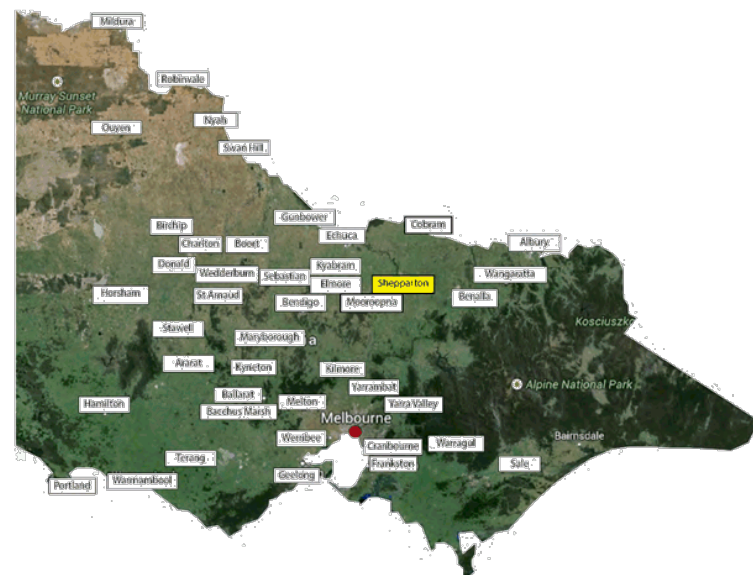 Mildura
Robinvale
Murray Sunset
National Park
Nyah
Ouyen
Swan Hill
Gunbower
Cobram
Birchip
Echuca
Charlton
Boort
Albury
Donald
Kyabram
Wedderburn
Sebastian
Wangaratta
Elmore
Shepparton
Horsham
St Arnaud
Bendigo
Mooroopna
Benalla
Stawell
Kosciuszko
Maryborough
a
Ararat
Kyneton
Kilmore
Yarrambat
Alpine National Park
Ballarat
Hamilton
Melton
Yarra Valley
Bacchus Marsh
Melbourne
Werribee
Bairnsdale
Cranbourne
Warragul
Terang
Frankston
Sale
Geelong
Portland
Warrnambool